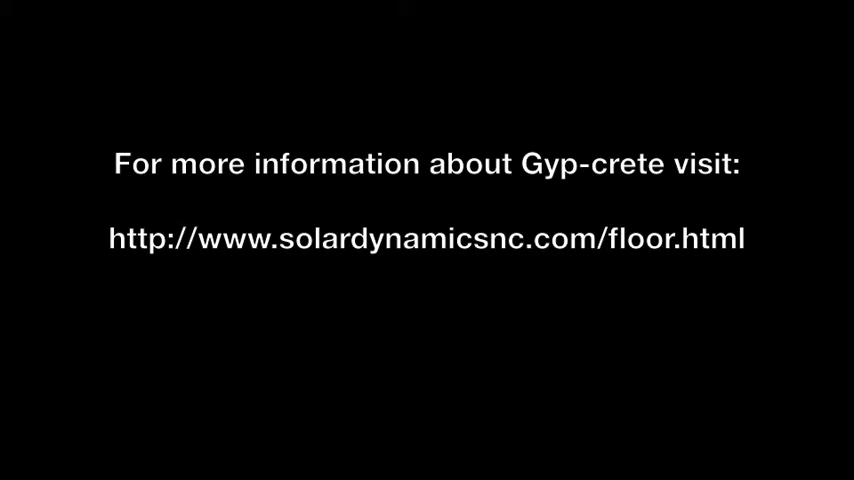 For more information about Gyp-crete visit:
http://www.solardynamicsnc.com/floor.html